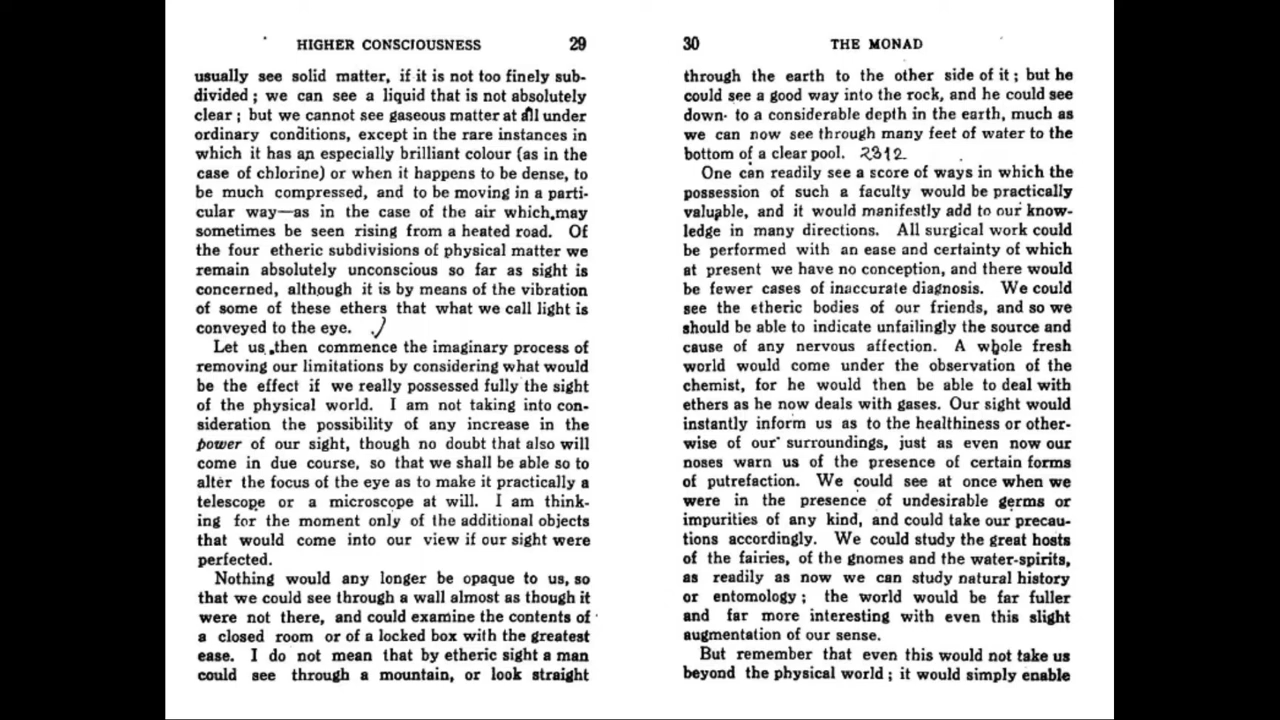 HIGHER CONSCIOUSNESS 29
usually see solid matter, if it is not too finely sub-
divided ; we can see a liquid that is not absolutely
clear ; but we cannot see gaseous matter at all under
ordinary conditions, except in the rare instances in
which it has an especially brilliant colour (as in the
case of chlorine) or when it happens to be dense, to
be much compressed, and to be moving in a parti-
cular way—as in the case of the air which may
sometimes be seen rising from a heated road. Of
the four etheric subdivisions of physical matter we
remain absolutely unconscious so far as sight is
concerned, although it is by means of the vibration
of some of these ethers that what we call light is
conveyed to the eye.
Let us then commence the imaginary process of
removing our limitations by considering what would
be the effect if we really possessed fully the sight
of the physical world. I am not taking into con-
sideration the possibility of any increase in the
power of our sight, though no doubt that also will
come in due course, so that we shall be able so to
alter the focus of the eye as to make it practically a
telescope or a microscope at will. I am think-
ing for the moment only of the additional objects
that would come into our view if our sight were
perfected.
Nothing would any longer be opaque to us, so
that we could see through a wall almost as though it
were not there, and could examine the contents of
a closed room or of a locked box with the greatest
ease. I do not mean that by etheric sight a man
could see through a mountain, or look straight
30 THE MONAD
through the earth to the other side of it ; but he
could see a good way into the rock, and he could see
down to a considerable depth in the earth, much as
we can now see through many feet of water to the
bottom of a clear pool. 2312
One can readily see a score of ways in which the
possession of such a faculty would be practically
valuable, and it would manifestly add to our know-
ledge in many directions. All surgical work could
be performed with an ease and certainty of which
at present we have no conception, and there would
be fewer cases of inaccurate diagnosis. We could
see the etheric bodies of our friends, and so we
should be able to indicate unfailingly the source and
cause of any nervous affection. A whole fresh
world would come under the observation of the
chemist, for he would then be able to deal with
ethers as he now deals with gases. Our sight would
instantly inform us as to the healthiness or other-
wise of our surroundings, just as even now our
noses warn us of the presence of certain forms
of putrefaction. We could see at once when we
were in the presence of undesirable germs or
impurities of any kind, and could take our precau-
tions accordingly. We could study the great hosts
of the fairies, of the gnomes and the water-spirits,
as readily as now we can study natural history
or entomology ; the world would be far fuller
and far more interesting with even this slight
augmentation of our sense.
But remember that even this would not take us
beyond the physical world ; it would simply enable